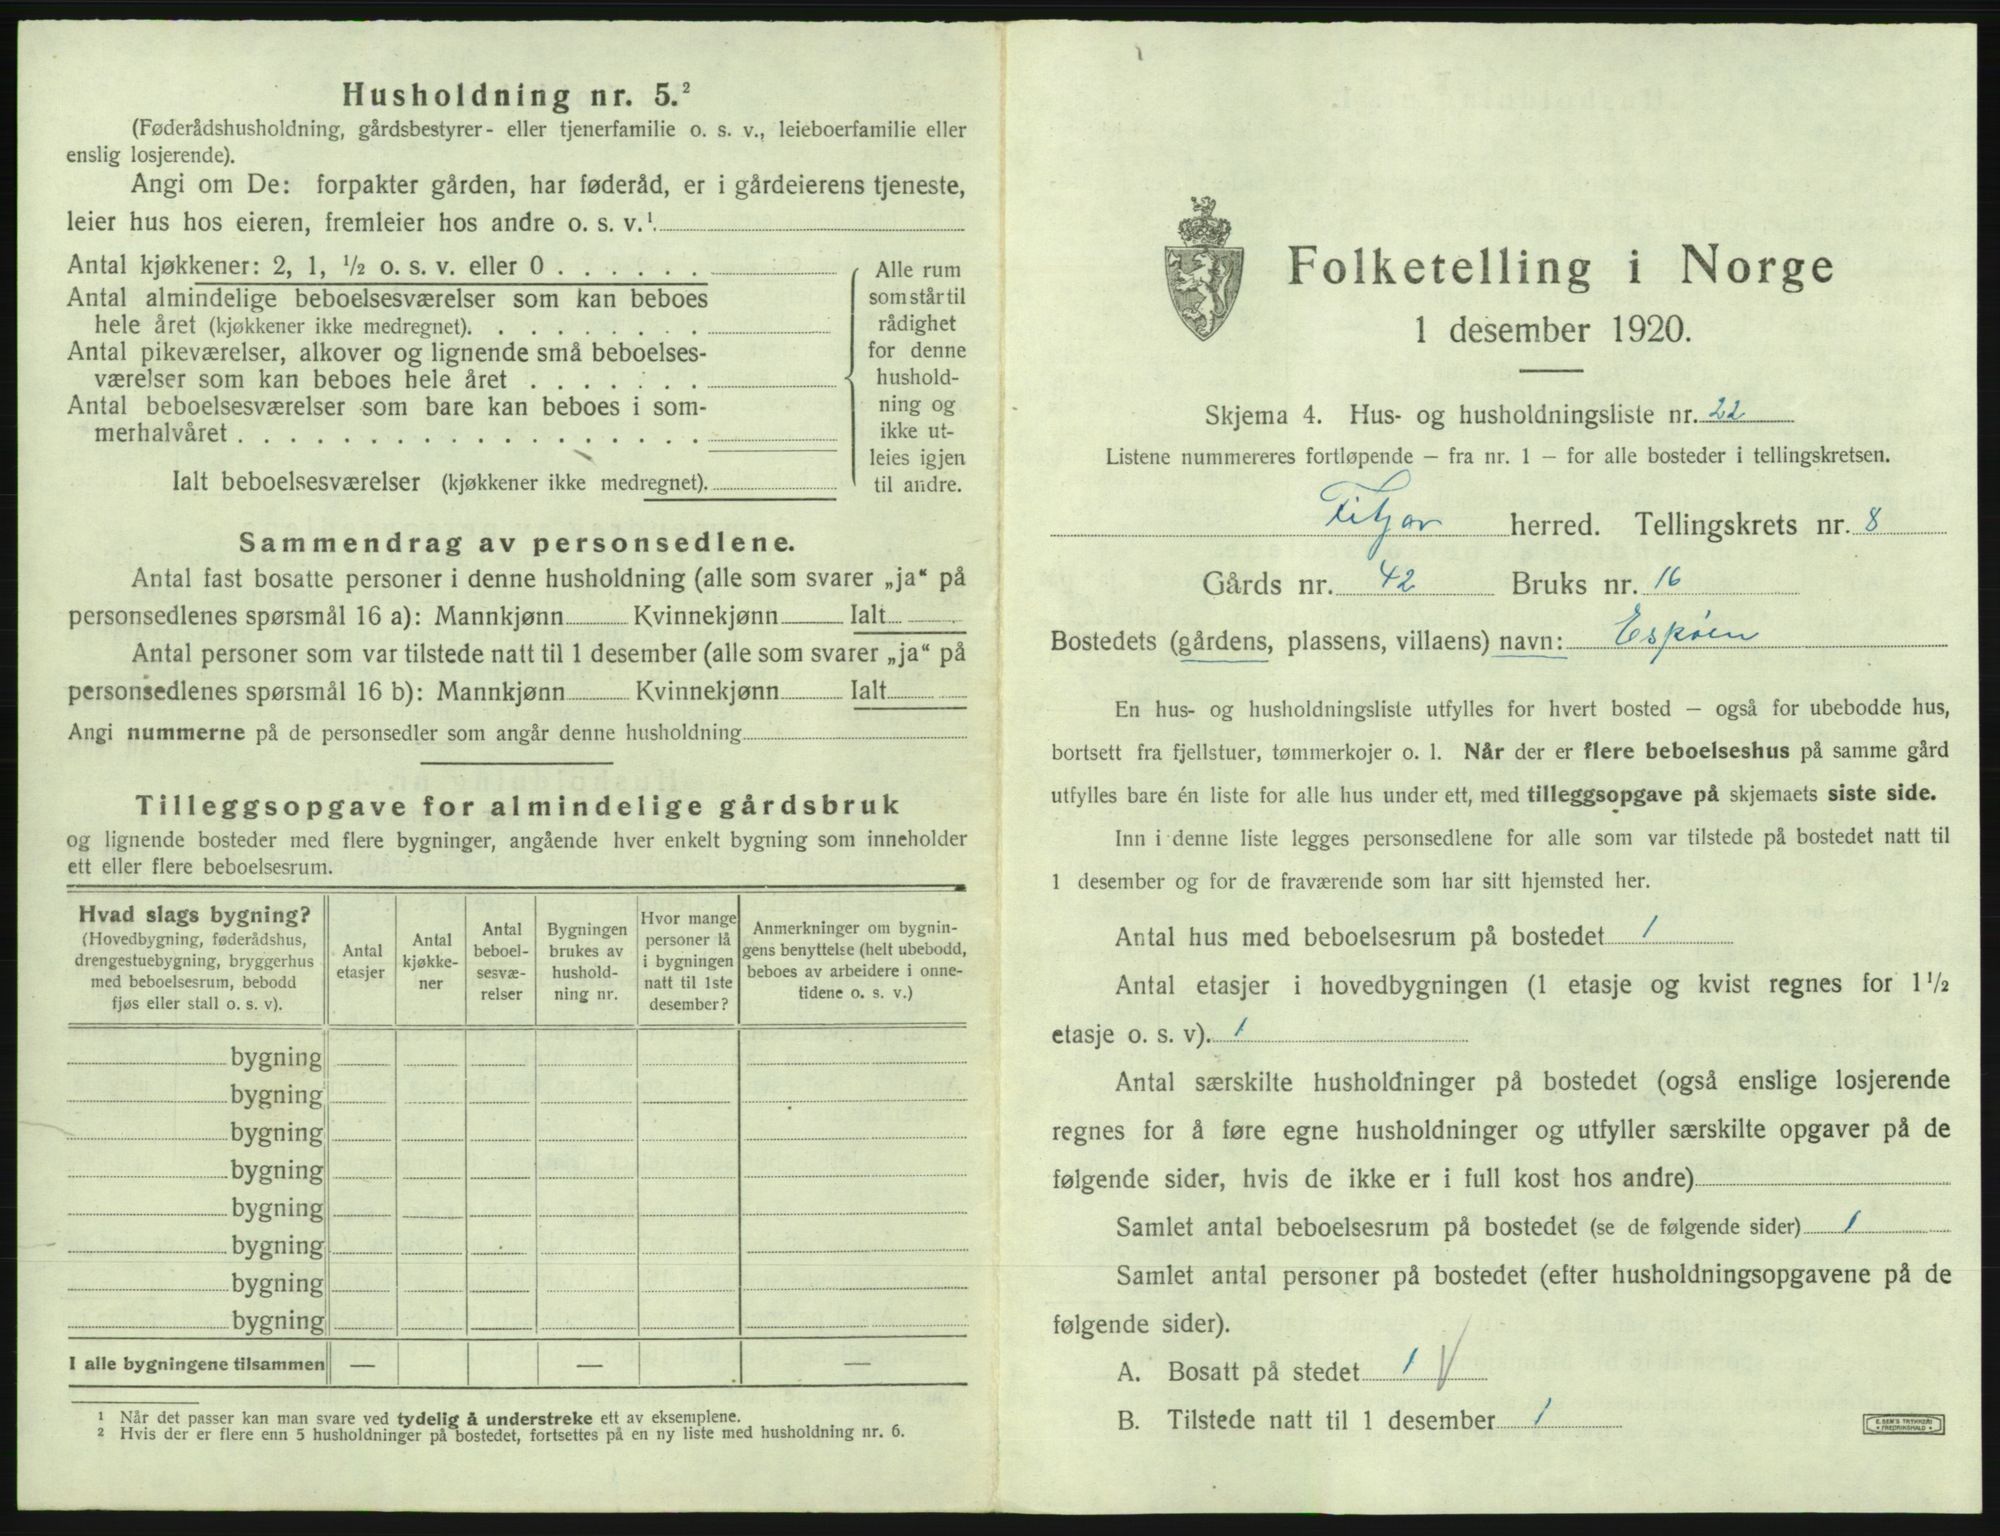 Husholdning nr. 5.²
(Føderådshusholdning, gårdsbestyrer- eller tjenerfamilie o. s. v., leieboerfamilie eller
enslig losjerende).
Angi om De: forpakter gården, har føderåd, er i gårdeierens tjeneste,
leier hus hos eieren, fremleier hos andre o. s. v.¹
Antal kjøkkener: 2, 1, ½ o. s. v. eller 0 . . . . . .
Antal almindelige beboelsesværelser som kan beboes
hele året (kjøkkener ikke medregnet). . . . . . . . .
Antal pikeværelser, alkover og lignende små beboelses-
værelser som kan beboes hele året . . . . . . .
Antal beboelsesværelser som bare kan beboes i som-
merhalvåret . . . . . . . . . . . . . . . . . .
Ialt beboelsesværelser (kjøkkener ikke medregnet).
Alle rum
som står til
rådighet
for denne
hushold-
ning og
ikke ut-
leies igjen
til andre.
Sammendrag av personsedlene.
Antal fast bosatte personer i denne husholdning (alle som svarer „ja“ på
personsedlenes spørsmål 16 a): Mannkjønn Kvinnekjønn Ialt
Antal personer som var tilstede natt til 1 desember (alle som svarer „ja“ på
personsedlenes spørsmål 16 b): Mannkjønn Kvinnekjønn Ialt
Angi nummerne på de personsedler som angår denne husholdning
Tilleggsopgave for almindelige gårdsbruk
og lignende bosteder med flere bygninger, angående hver enkelt bygning som inneholder
ett eller flere beboelsesrum.
Hvad slags bygning?
(Hovedbygning, føderådshus,
drengestuebygning, bryggerhus
med beboelsesrum, bebodd
fjøs eller stall o. s. v).
Antal
etasjer
Antal
kjøkke-
ner
Antal
beboel-
sesvæ-
relser
Bygningen
brukes av
hushold-
ning nr.
Hvor mange
personer lå
i bygningen
natt til 1ste
desember?
Anmerkninger om bygnin-
gens benyttelse (helt ubebodd,
beboes av arbeidere i onne-
tidene o. s. v.)
bygning
bygning
bygning
bygning
bygning
bygning
bygning
bygning
I alle bygningene tilsammen — — —
¹ Når det passer kan man svare ved tydelig å understreke ett av eksemplene.
² Hvis der er flere enn 5 husholdninger på bostedet, fortsettes på en ny liste med husholdning nr. 6.
Folketelling i Norge
1 desember 1920.
Skjema 4. Hus- og husholdningsliste nr. 22
Listene nummereres fortløpende — fra nr. 1 — for alle bosteder i tellingskretsen.
Fitjar herred. Tellingskrets nr. 8
Gårds nr. 42 Bruks nr. 16
Bostedets (gårdens, plassens, villaens) navn: Espøen
En hus- og husholdningsliste utfylles for hvert bosted — også for ubebodde hus,
bortsett fra fjellstuer, tømmerkojer o. l. Når der er flere beboelseshus på samme gård
utfylles bare én liste for alle hus under ett, med tilleggsopgave på skjemaets siste side.
Inn i denne liste legges personsedlene for alle som var tilstede på bostedet natt til
1 desember og for de fraværende som har sitt hjemsted her.
Antal hus med beboelsesrum på bostedet 1
Antal etasjer i hovedbygningen (1 etasje og kvist regnes for 1½
etasje o. s. v). 1
Antal særskilte husholdninger på bostedet (også enslige losjerende
regnes for å føre egne husholdninger og utfyller særskilte opgaver på de
følgende sider, hvis de ikke er i full kost hos andre)
Samlet antal beboelsesrum på bostedet (se de følgende sider) 1
Samlet antal personer på bostedet (efter husholdningsopgavene på de
følgende sider).
A. Bosatt på stedet 1 V
B. Tilstede natt til 1 desember 1